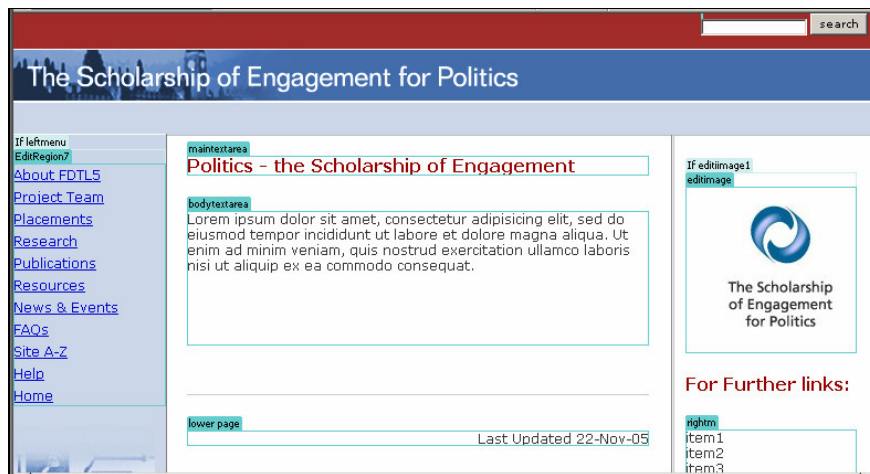 search
The Scholarship of Engagement for Politics
If leftmenu
EditRegion7
About FDTL5
Project Team
Placements
Research
Publications
Resources
News & Events
FAQs
Site A-Z
Help
Home
maintextarea
Politics - the Scholarship of Engagement
bodytextarea
Lorem ipsum dolor sit amet, consectetur adipisicing elit, sed do
eiusmod tempor incididunt ut labore et dolore magna aliqua. Ut
enim ad minim veniam, quis nostrud exercitation ullamco laboris
nisi ut aliquip ex ea commodo consequat.
lower page
Last Updated 22-Nov-05
If editiimage1
editimage
The Scholarship
of Engagement
for Politics
For Further links:
rightm
item1
item2
item3